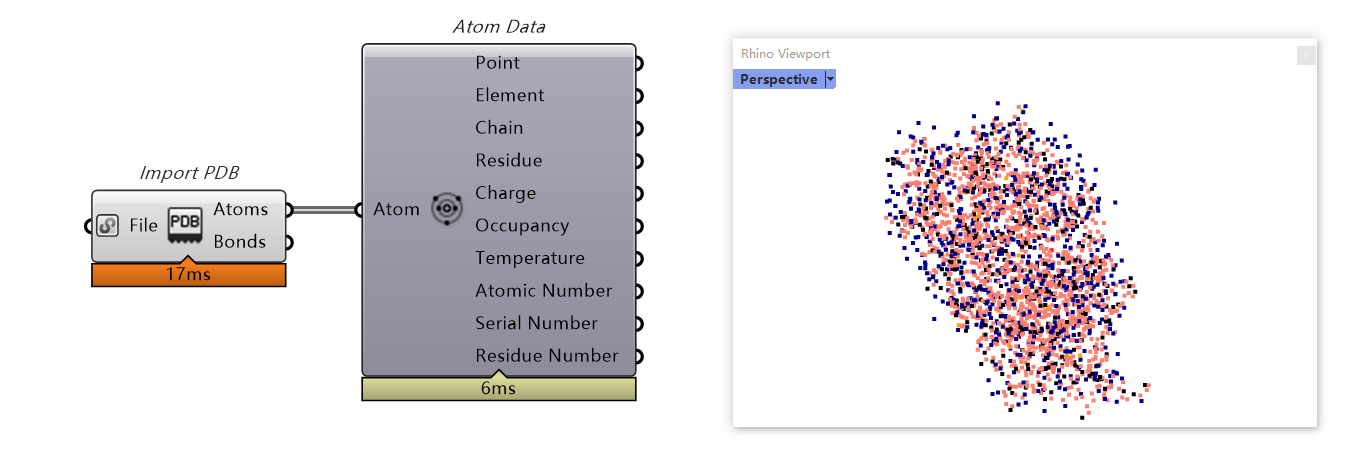 Import PDB
File
PDB
Atoms
Bonds
17ms
Atom Data
Atom
Point
Element
Chain
Residue
Charge
Occupancy
Temperature
Atomic Number
Serial Number
Residue Number
6ms
Rhino Viewport
x
Perspective